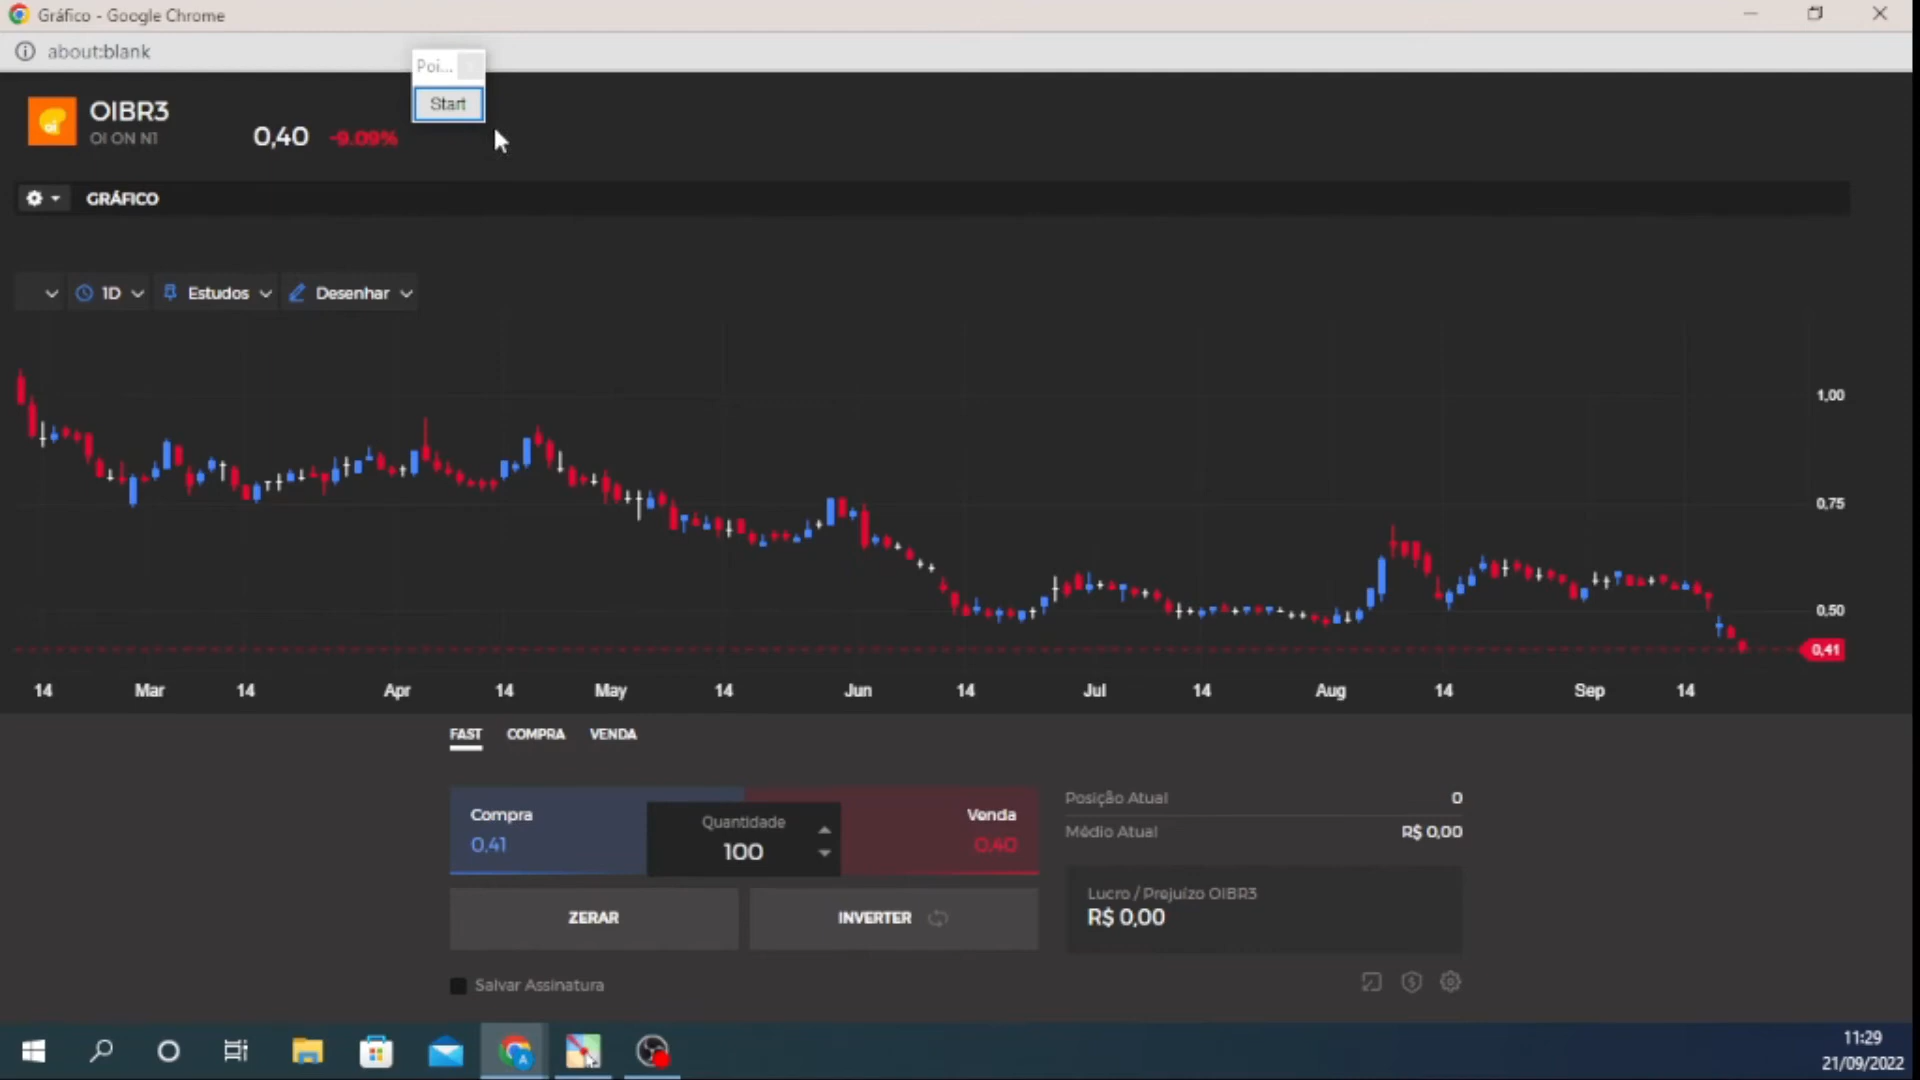 Gráfico - Google Chrome
about:blank
Poi...
Start
oi
OIBR3
OI ON N1
0,40 -9.09%
GRÁFICO
1D Estudos Desenhar
1,00
0,75
0,50
0,41
14 Mar 14 Apr 14 May 14 Jun 14 Jul 14 Aug 14 Sep 14
FAST COMPRA VENDA
Compra Quantidade Venda
0,41 100 0,40
Posição Atual 0
Médio Atual R$ 0,00
Lucro / Prejuízo OIBR3
R$ 0,00
ZERAR INVERTER
Salvar Assinatura
A
11:29
21/09/2022